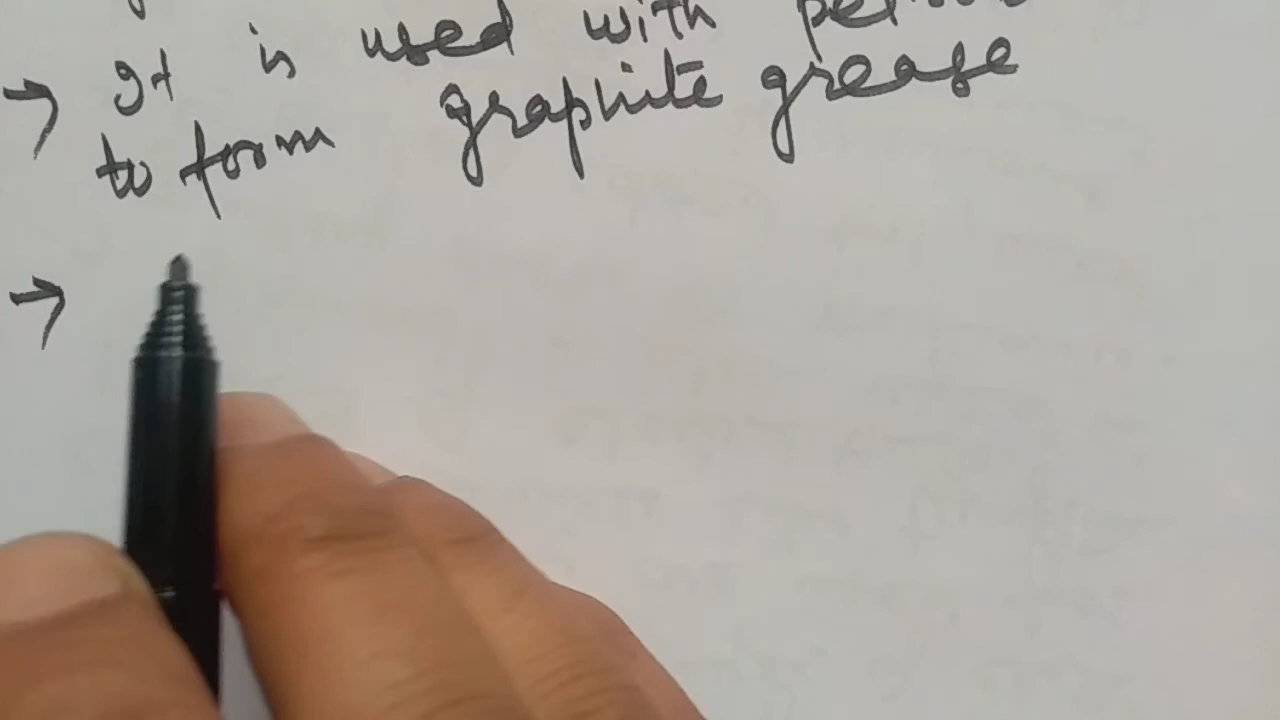 → It is used with
to form graphite grease
→